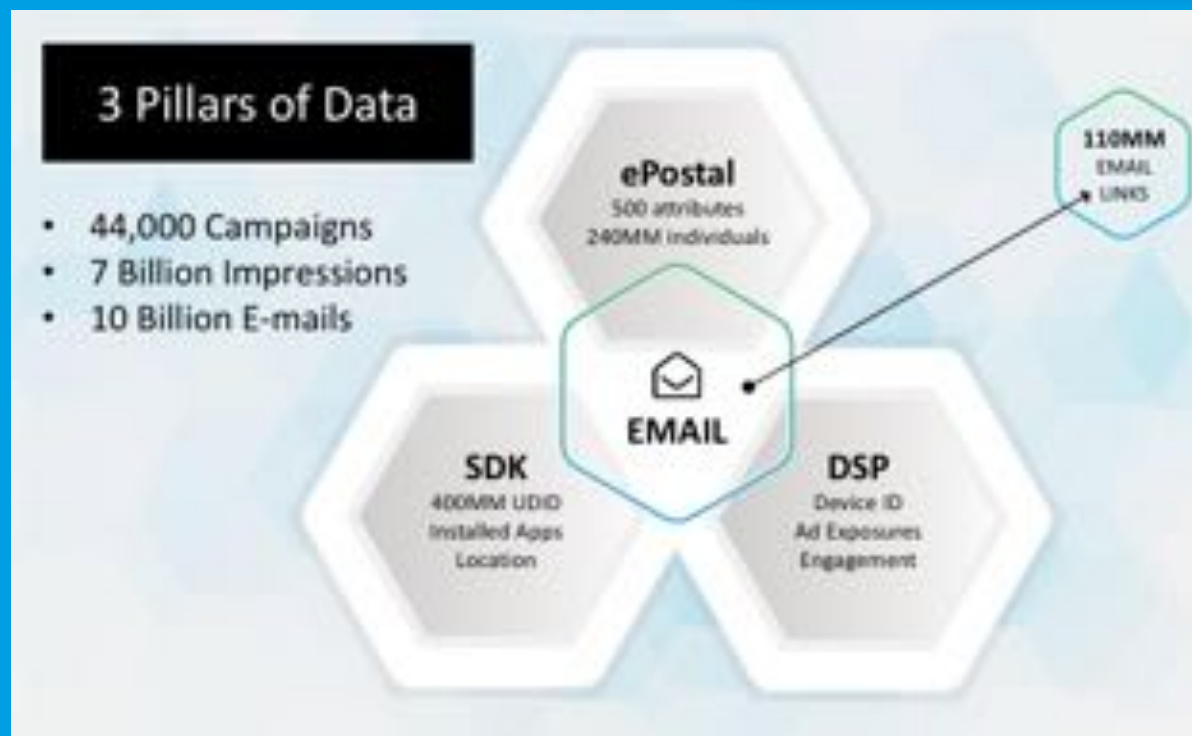 3 Pillars of Data
• 44,000 Campaigns
• 7 Billion Impressions
• 10 Billion E-mails
ePostal
500 attributes
240MM individuals
110MM
EMAIL
LINKS
EMAIL
SDK
400MM UDID
Installed Apps
Location
DSP
Device ID
Ad Exposures
Engagement